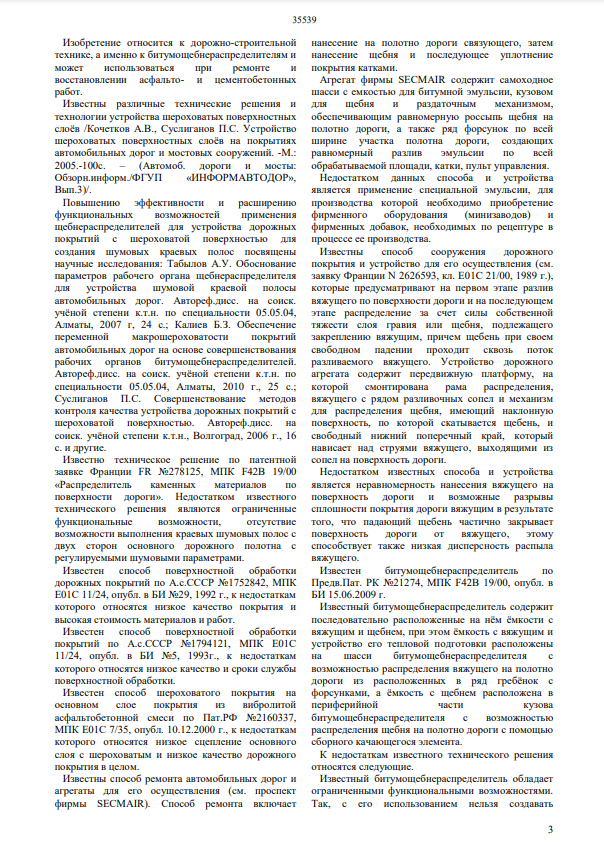 35539
Изобретение относится к дорожно-строительной
технике, а именно к битумощебнераспределителям и
может использоваться при ремонте и
восстановлении асфальто- и цементобетонных
работ.
Известны различные технические решения и
технологии устройства шероховатых поверхностных
слоёв /Кочетков А.В., Суслиганов П.С. Устройство
шероховатых поверхностных слоёв на покрытиях
автомобильных дорог и мостовых сооружений. -М.:
2005.-100с. – (Автомоб. дороги и мосты:
Обзорн.информ./ФГУП «ИНФОРМАВТОДОР»,
Вып.3)/.
Повышению эффективности и расширению
функциональных возможностей применения
щебнераспределителей для устройства дорожных
покрытий с шероховатой поверхностью для
создания шумовых краевых полос посвящены
научные исследования: Табылов А.У. Обоснование
параметров рабочего органа щебнераспределителя
для устройства шумовой краевой полосы
автомобильных дорог. Автореф.дисс. на соиск.
учёной степени к.т.н. по специальности 05.05.04,
Алматы, 2007 г, 24 с.; Калиев Б.З. Обеспечение
переменной макрошероховатости покрытий
автомобильных дорог на основе совершенствования
рабочих органов битумощебнераспределителей.
Автореф.дисс. на соиск. учёной степени к.т.н. по
специальности 05.05.04, Алматы, 2010 г., 25 с.;
Суслиганов П.С. Совершенствование методов
контроля качества устройства дорожных покрытий с
шероховатой поверхностью. Автореф.дисс. на
соиск. учёной степени к.т.н., Волгоград, 2006 г., 16
с. и другие.
Известно техническое решение по патентной
заявке Франции FR №278125, МПК F42B 19/00
«Распределитель каменных материалов по
поверхности дороги». Недостатком известного
технического решения являются ограниченные
функциональные возможности, отсутствие
возможности выполнения краевых шумовых полос с
двух сторон основного дорожного полотна с
регулируемыми шумовыми параметрами.
Известен способ поверхностной обработки
дорожных покрытий по А.с.СССР №1752842, МПК
E01C 11/24, опубл. в БИ №29, 1992 г., к недостаткам
которого относятся низкое качество покрытия и
высокая стоимость материалов и работ.
Известен способ поверхностной обработки
покрытий по А.с.СССР №1794121, МПК E01C
11/24, опубл. в БИ №5, 1993г., к недостаткам
которого относятся низкое качество и сроки службы
поверхностной обработки.
Известен способ шероховатого покрытия на
основном слое покрытия из вибролитой
асфальтобетонной смеси по Пат.РФ №2160337,
МПК E01C 7/35, опубл. 10.12.2000 г., к недостаткам
которого относятся низкое сцепление основного
слоя с шероховатым и низкое качество дорожного
покрытия в целом.
Известны способ ремонта автомобильных дорог и
агрегаты для его осуществления (см. проспект
фирмы SECMAIR). Способ ремонта включает
нанесение на полотно дороги связующего, затем
нанесение щебня и последующее уплотнение
покрытия катками.
Агрегат фирмы SECMAIR содержит самоходное
шасси с емкостью для битумной эмульсии, кузовом
для щебня и раздаточным механизмом,
обеспечивающим равномерную россыпь щебня на
полотно дороги, а также ряд форсунок по всей
ширине участка полотна дороги, создающих
равномерный разлив эмульсии по всей
обрабатываемой площади, катки, пульт управления.
Недостатком данных способа и устройства
является применение специальной эмульсии, для
производства которой необходимо приобретение
фирменного оборудования (минизаводов) и
фирменных добавок, необходимых по рецептуре в
процессе ее производства.
Известны способ сооружения дорожного
покрытия и устройство для его осуществления (см.
заявку Франции N 2626593, кл. E01C 21/00, 1989 г.),
которые предусматривают на первом этапе разлив
вяжущего по поверхности дороги и на последующем
этапе распределение за счет силы собственной
тяжести слоя гравия или щебня, подлежащего
закреплению вяжущим, причем щебень при своем
свободном падении проходит сквозь поток
разливаемого вяжущего. Устройство дорожного
агрегата содержит передвижную платформу, на
которой смонтирована рама распределения,
вяжущего с рядом разливочных сопел и механизм
для распределения щебня, имеющий наклонную
поверхность, по которой скатывается щебень, и
свободный нижний поперечный край, который
нависает над струями вяжущего, выходящими из
сопел на поверхность дороги.
Недостатком известных способа и устройства
является неравномерность нанесения вяжущего на
поверхность дороги и возможные разрывы
сплошности покрытия дороги вяжущим в результате
того, что падающий щебень частично закрывает
поверхность дороги от вяжущего, этому
способствует также низкая дисперсность распыла
вяжущего.
Известен битумощебнераспределитель по
Предв.Пат. РК №21274, МПК F42B 19/00, опубл. в
БИ 15.06.2009 г.
Известный битумощебнераспределитель содержит
последовательно расположенные на нём ёмкости с
вяжущим и щебнем, при этом ёмкость с вяжущим и
устройство его тепловой подготовки расположены
на шасси битумощебнераспределителя с
возможностью распределения вяжущего на полотно
дороги из расположенных в ряд гребёнок с
форсунками, а ёмкость с щебнем расположена в
периферийной части кузова
битумощебнераспределителя с возможностью
распределения щебня на полотно дороги с помощью
сборного качающегося элемента.
К недостаткам известного технического решения
относятся следующие.
Известный битумощебнераспределитель обладает
ограниченными функциональными возможностями.
Так, с его использованием нельзя создавать
3